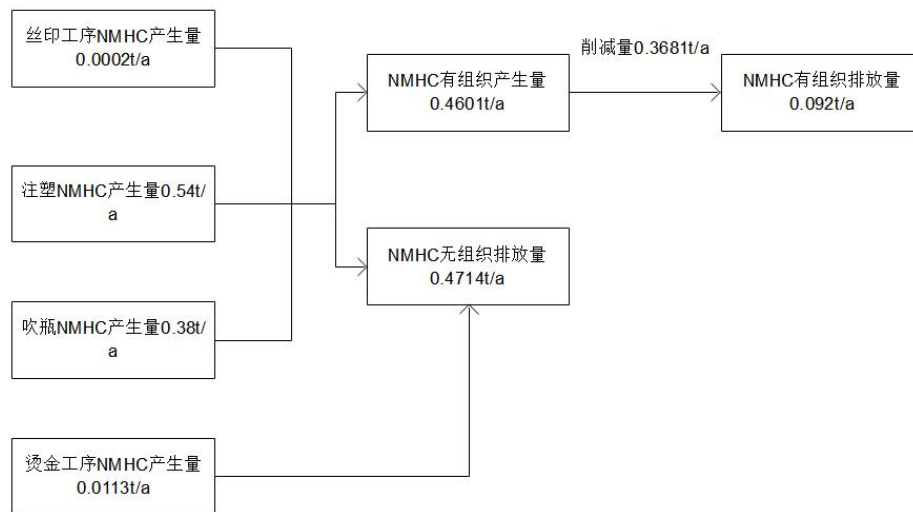 丝印工序NMHC产生量
0.0002t/a
削减量0.3681t/a
NMHC有组织产生量
0.4601t/a
NMHC有组织排放量
0.092t/a
注塑NMHC产生量0.54t/
a
NMHC无组织排放量
0.4714t/a
吹瓶NMHC产生量0.38t/
a
烫金工序NMHC产生量
0.0113t/a